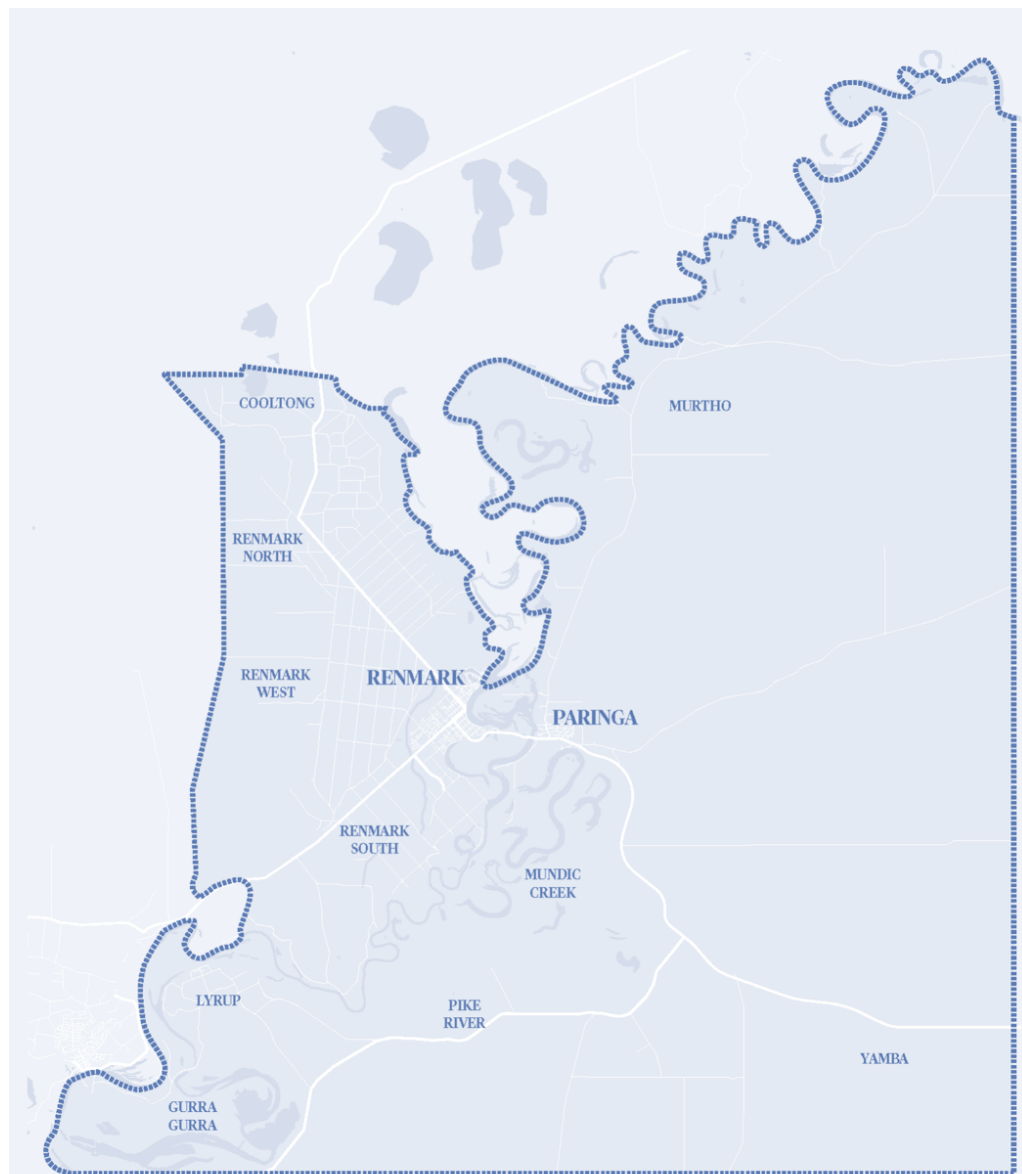 COOLTONG
MURTHO
RENMARK
NORTH
RENMARK
WEST
RENMARK
PARINGA
RENMARK
SOUTH
MUNDIC
CREEK
LYRUP
PIKE
RIVER
YAMBA
GURRA
GURRA